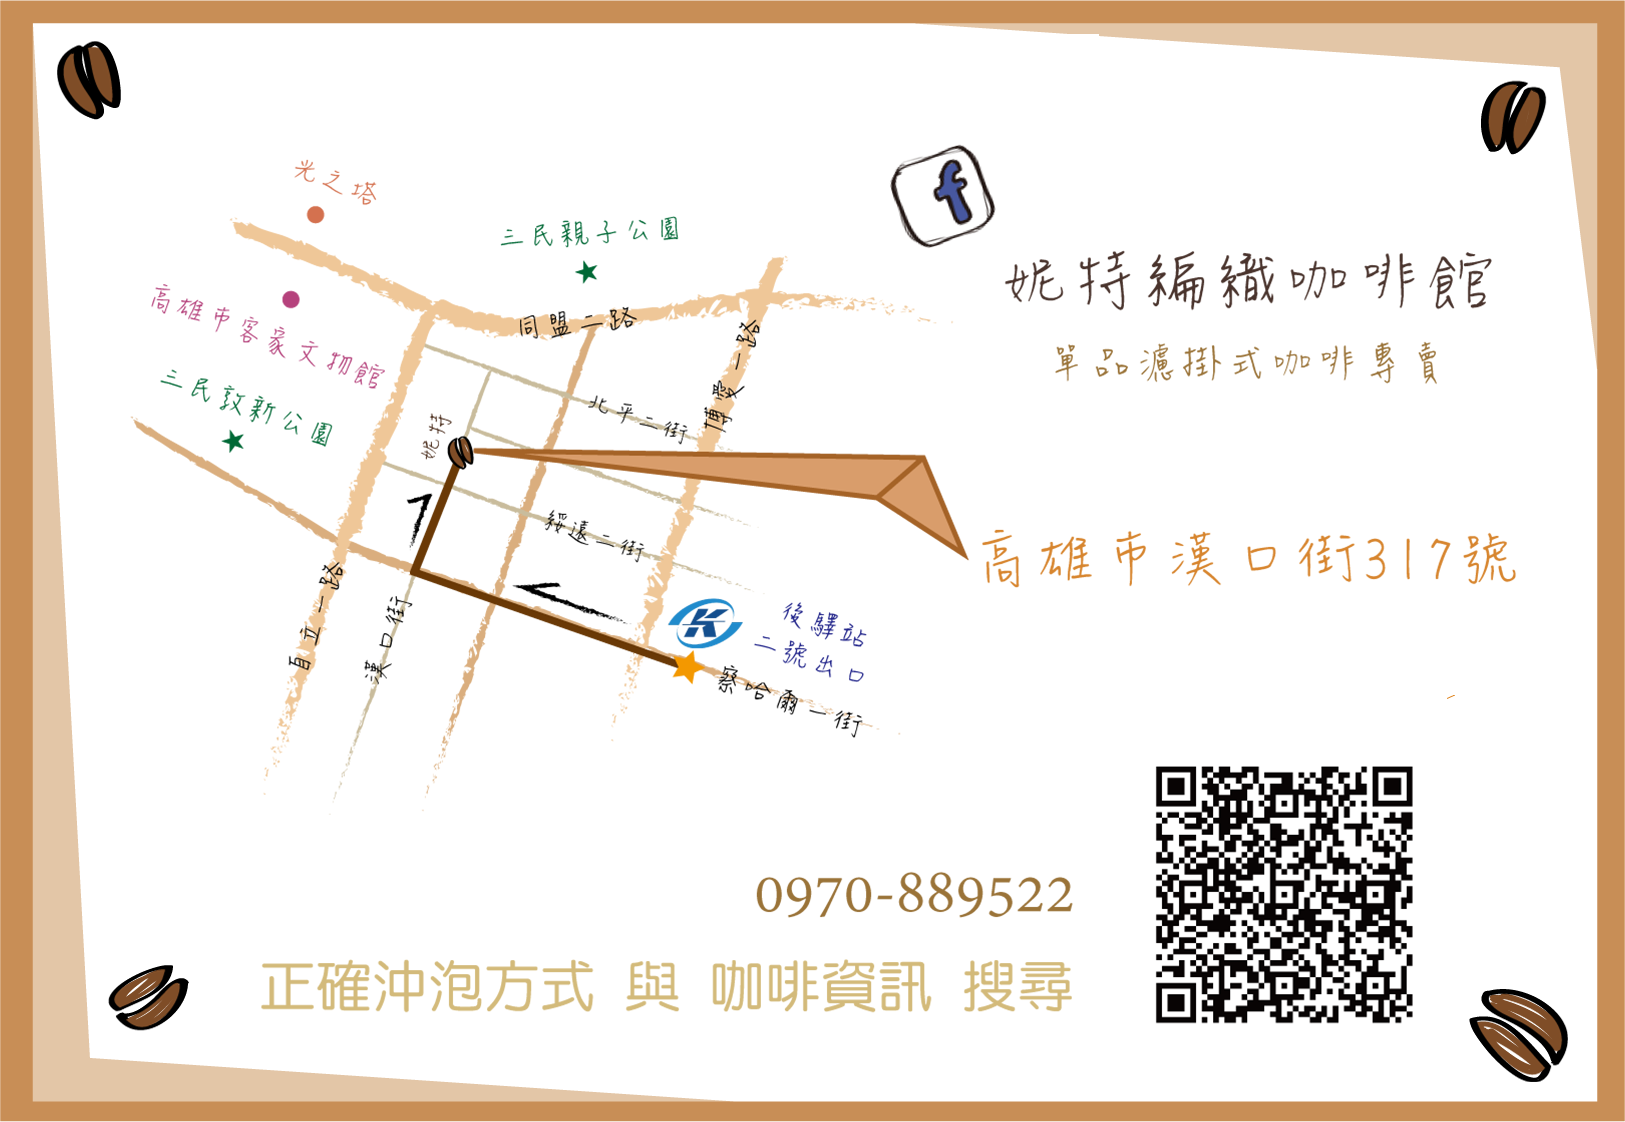 光之塔
三民親子公園
高雄市客家文物館
三民敦新公園
同盟二路
博愛一路
北平二街
妮特
綏遠二街
自立一路
漢口街
後驛站
二號出口
察哈爾一街
f
妮特編織咖啡館
單品濾掛式咖啡專賣
高雄市漢口街317號
0970-889522
正確沖泡方式 與 咖啡資訊 搜尋